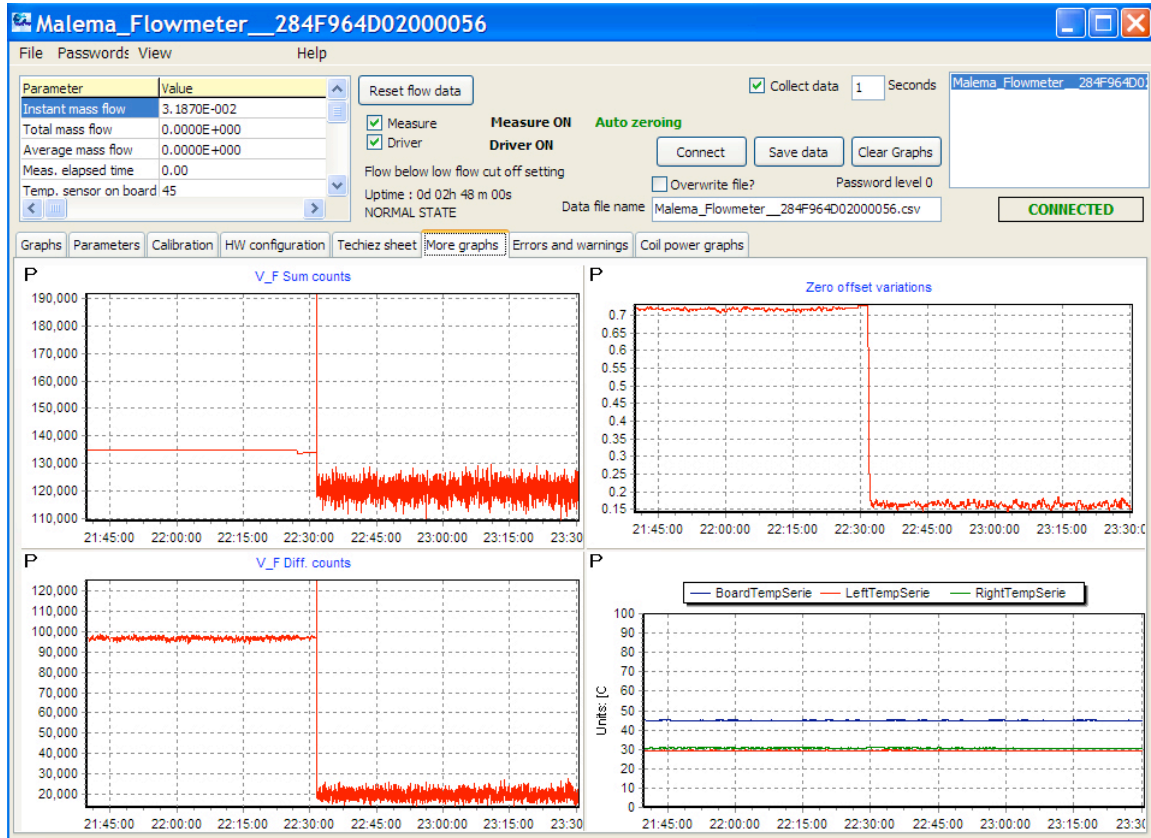 Malema_Flowmeter__284F964D02000056
File Passwords View Help
Parameter Value
Instant mass flow 3.1870E-002
Total mass flow 0.0000E+000
Average mass flow 0.0000E+000
Meas. elapsed time 0.00
Temp. sensor on board 45
Reset flow data
Measure Measure ON Auto zeroing
Driver Driver ON
Flow below low flow cut off setting
Uptime : 0d 02h 48 m 00s
NORMAL STATE
Collect data 1 Seconds
Connect Save data Clear Graphs
Overwrite file? Password level 0
Data file name Malema_Flowmeter__284F964D02000056.csv
Malema_Flowmeter__284F964D02
CONNECTED
Graphs Parameters Calibration HW configuration Techiez sheet More graphs Errors and warnings Coil power graphs
P
V_F Sum counts
190,000
180,000
170,000
160,000
150,000
140,000
130,000
120,000
110,000
21:45:00 22:00:00 22:15:00 22:30:00 22:45:00 23:00:00 23:15:00 23:30
P
Zero offset variations
0.7
0.65
0.6
0.55
0.5
0.45
0.4
0.35
0.3
0.25
0.2
0.15
21:45:00 22:00:00 22:15:00 22:30:00 22:45:00 23:00:00 23:15:00 23:30:0
P
V_F Diff. counts
120,000
110,000
100,000
90,000
80,000
70,000
60,000
50,000
40,000
30,000
20,000
21:45:00 22:00:00 22:15:00 22:30:00 22:45:00 23:00:00 23:15:00 23:30
P
BoardTempSerie LeftTempSerie RightTempSerie
Units: [C
100
90
80
70
60
50
40
30
20
10
0
21:45:00 22:00:00 22:15:00 22:30:00 22:45:00 23:00:00 23:15:00 23:30